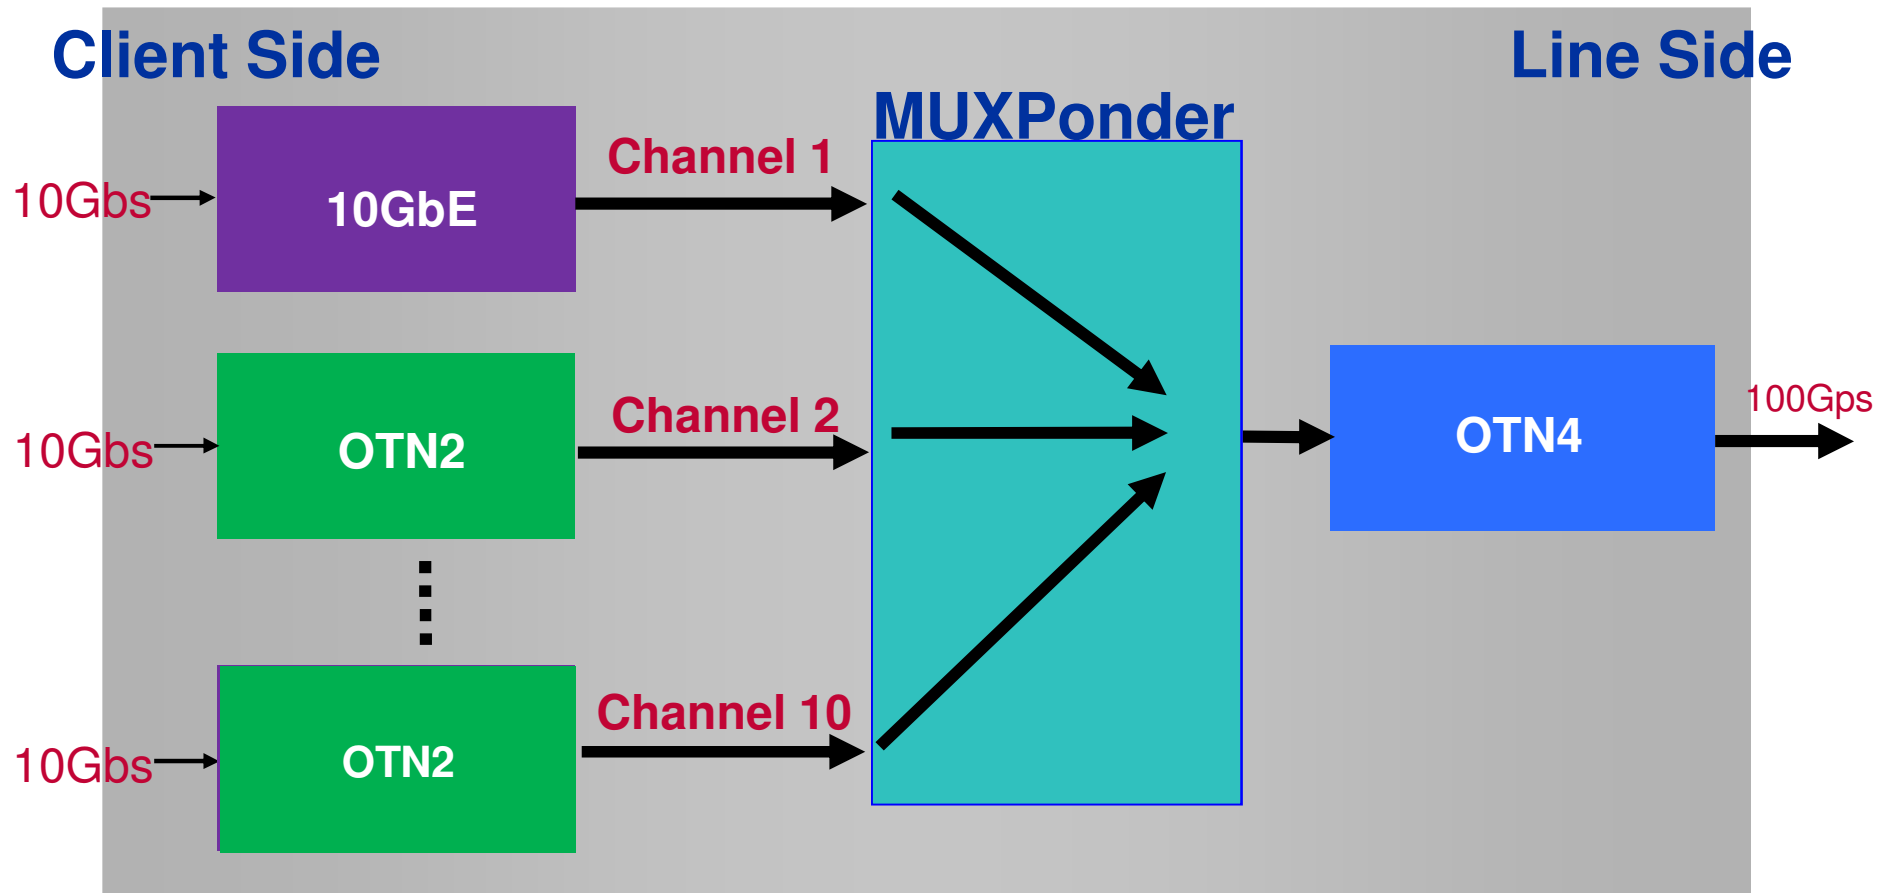 Client Side
Line Side
MUXPonder
Channel 1
10Gbs
10GbE
Channel 2
100Gps
10Gbs
OTN2
OTN4
Channel 10
10Gbs
OTN2